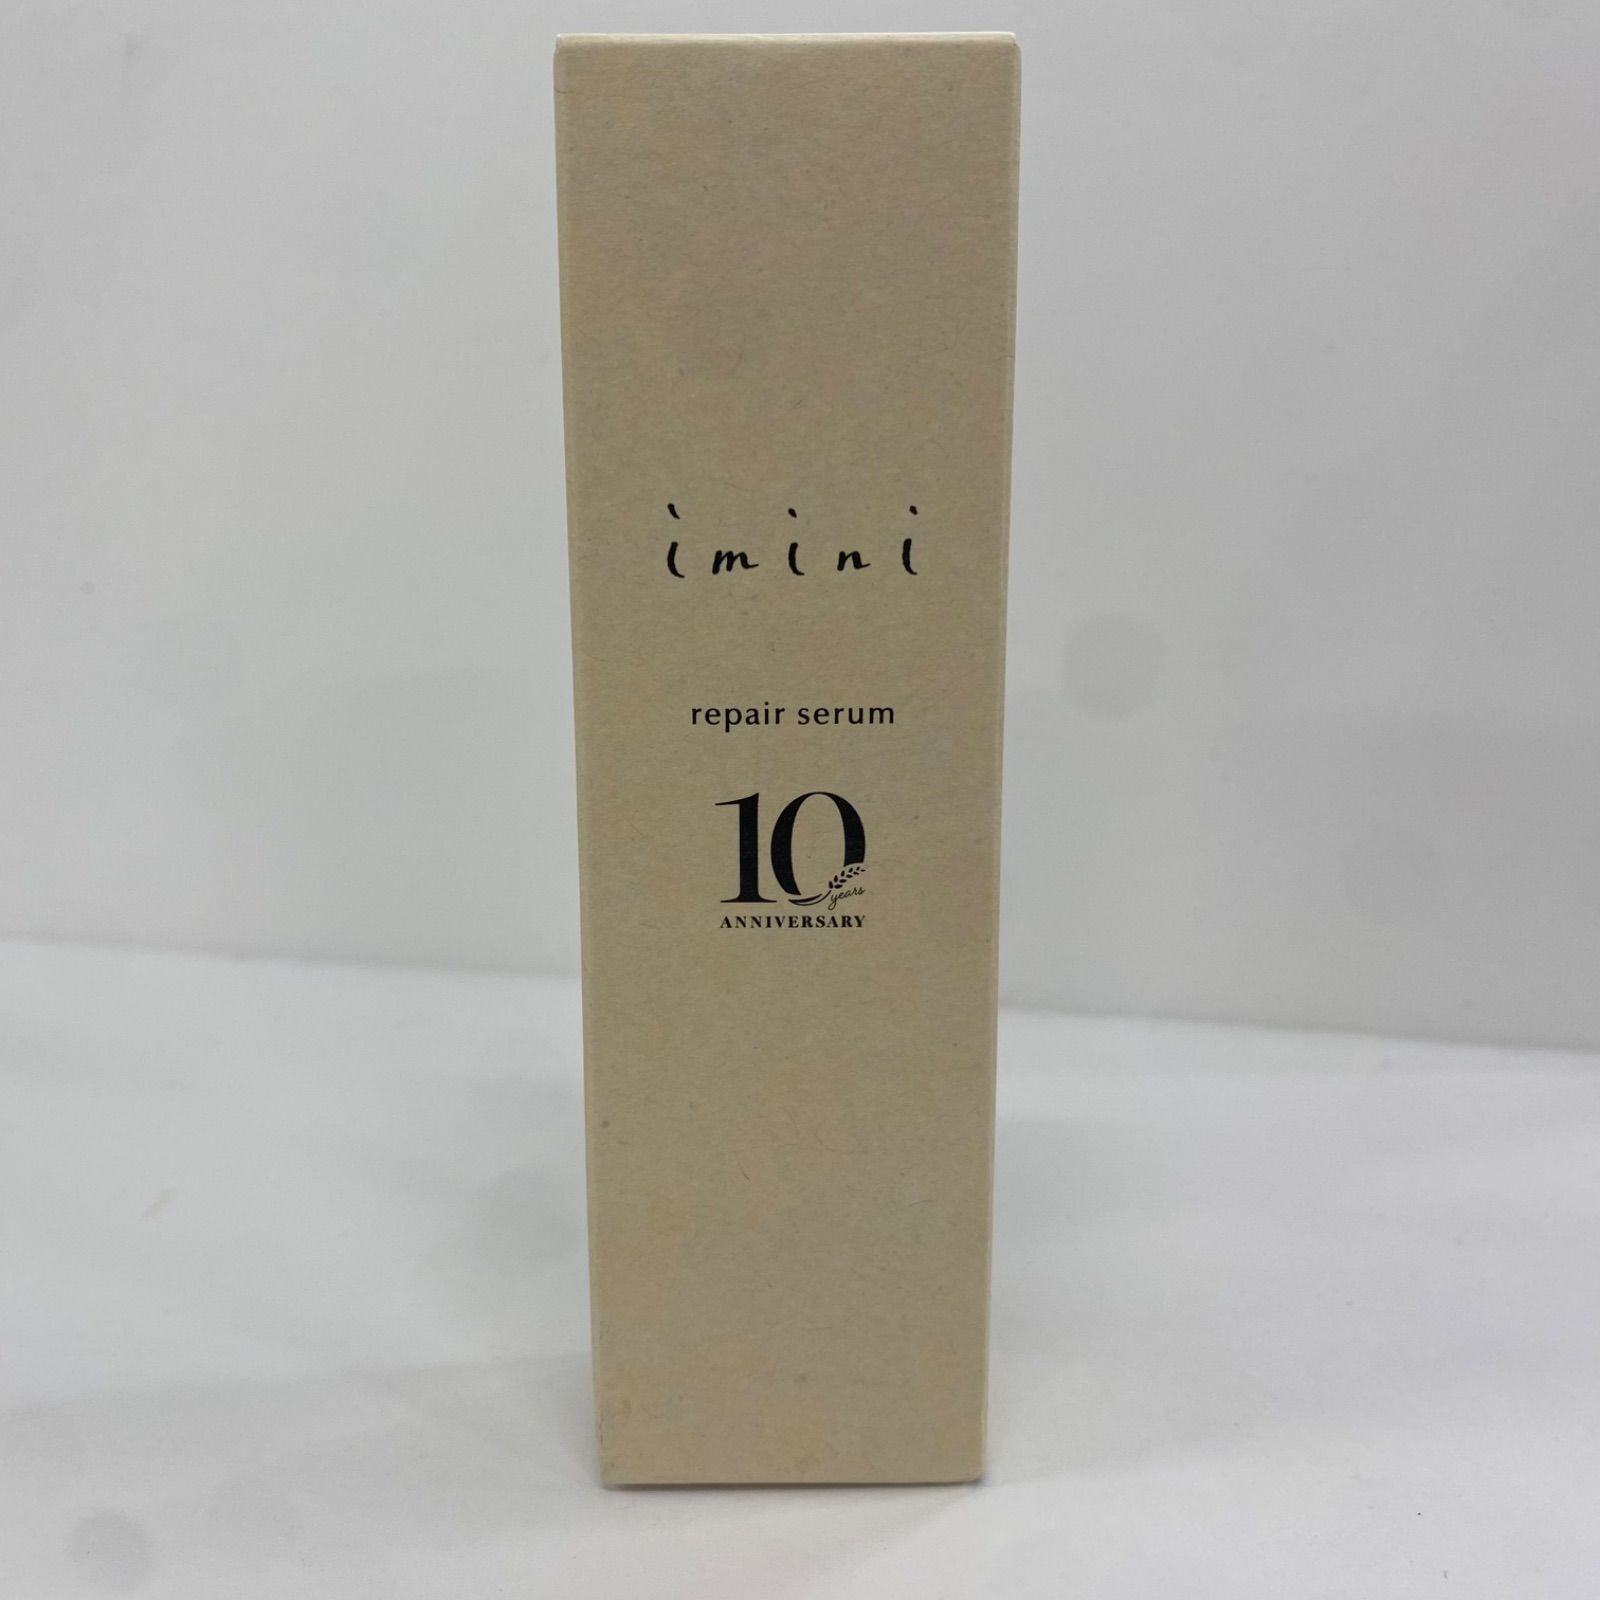 imini
repair serum
10
years
ANNIVERSARY